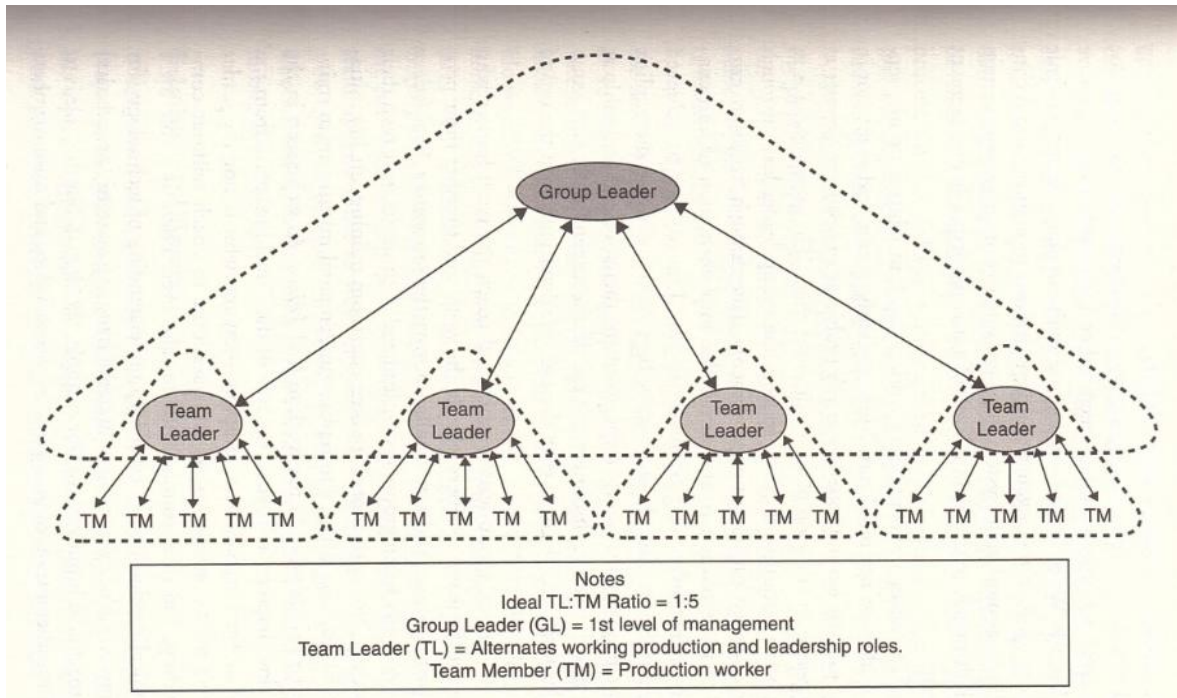 Group Leader
Team
Leader
Team
Leader
Team
Leader
Team
Leader
TM TM TM TM TM
TM TM TM TM TM
TM TM TM TM TM
TM TM TM TM TM
Notes
Ideal TL:TM Ratio = 1:5
Group Leader (GL) = 1st level of management
Team Leader (TL) = Alternates working production and leadership roles.
Team Member (TM) = Production worker